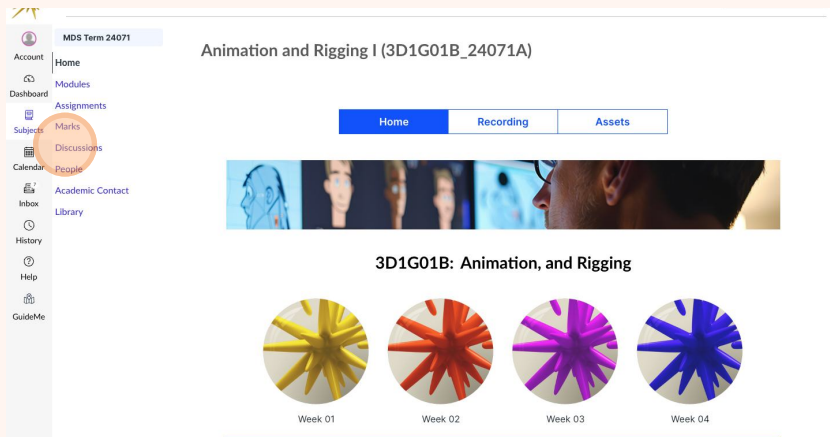 Account
Dashboard
Subjects
Calendar
7
Inbox
History
Help
GuideMe
MDS Term 24071
Home
Modules
Assignments
Marks
Discussions
People
Academic Contact
Library
Animation and Rigging I (3D1G01B_24071A)
Home Recording Assets
3D1G01B: Animation, and Rigging
Week 01 Week 02 Week 03 Week 04